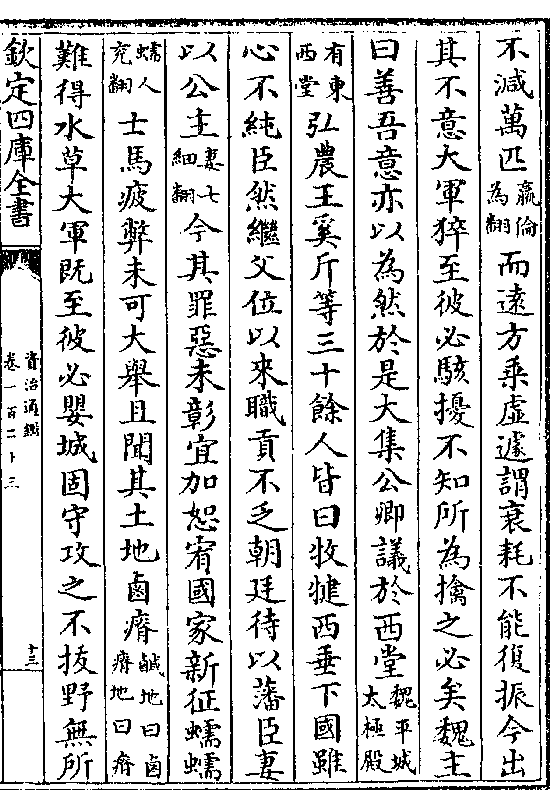 不減萬匹羸倫為翻而遠方乘虛遽謂衰耗不能復振今出
其不意大軍猝至彼必駭擾不知所為擒之必矣魏主
曰善吾意亦以為然於是大集公卿議於西堂魏平城太極殿
有東西堂弘農王奚斤等三十餘人皆曰牧犍西垂下國雖
心不純臣然繼父位以來職貢不乏朝廷待以藩臣妻
以公主妻七細翻今其罪惡未彰宜加恕宥國家新征蠕蠕
蠕人兖翻士馬疲弊未可大舉且聞其土地鹵瘠鹹地曰鹵瘠地曰瘠
難得水草大軍既至彼必嬰城固守攻之不拔野無所
欽定四庫全書
資治通鑑
卷一百二十三
十三